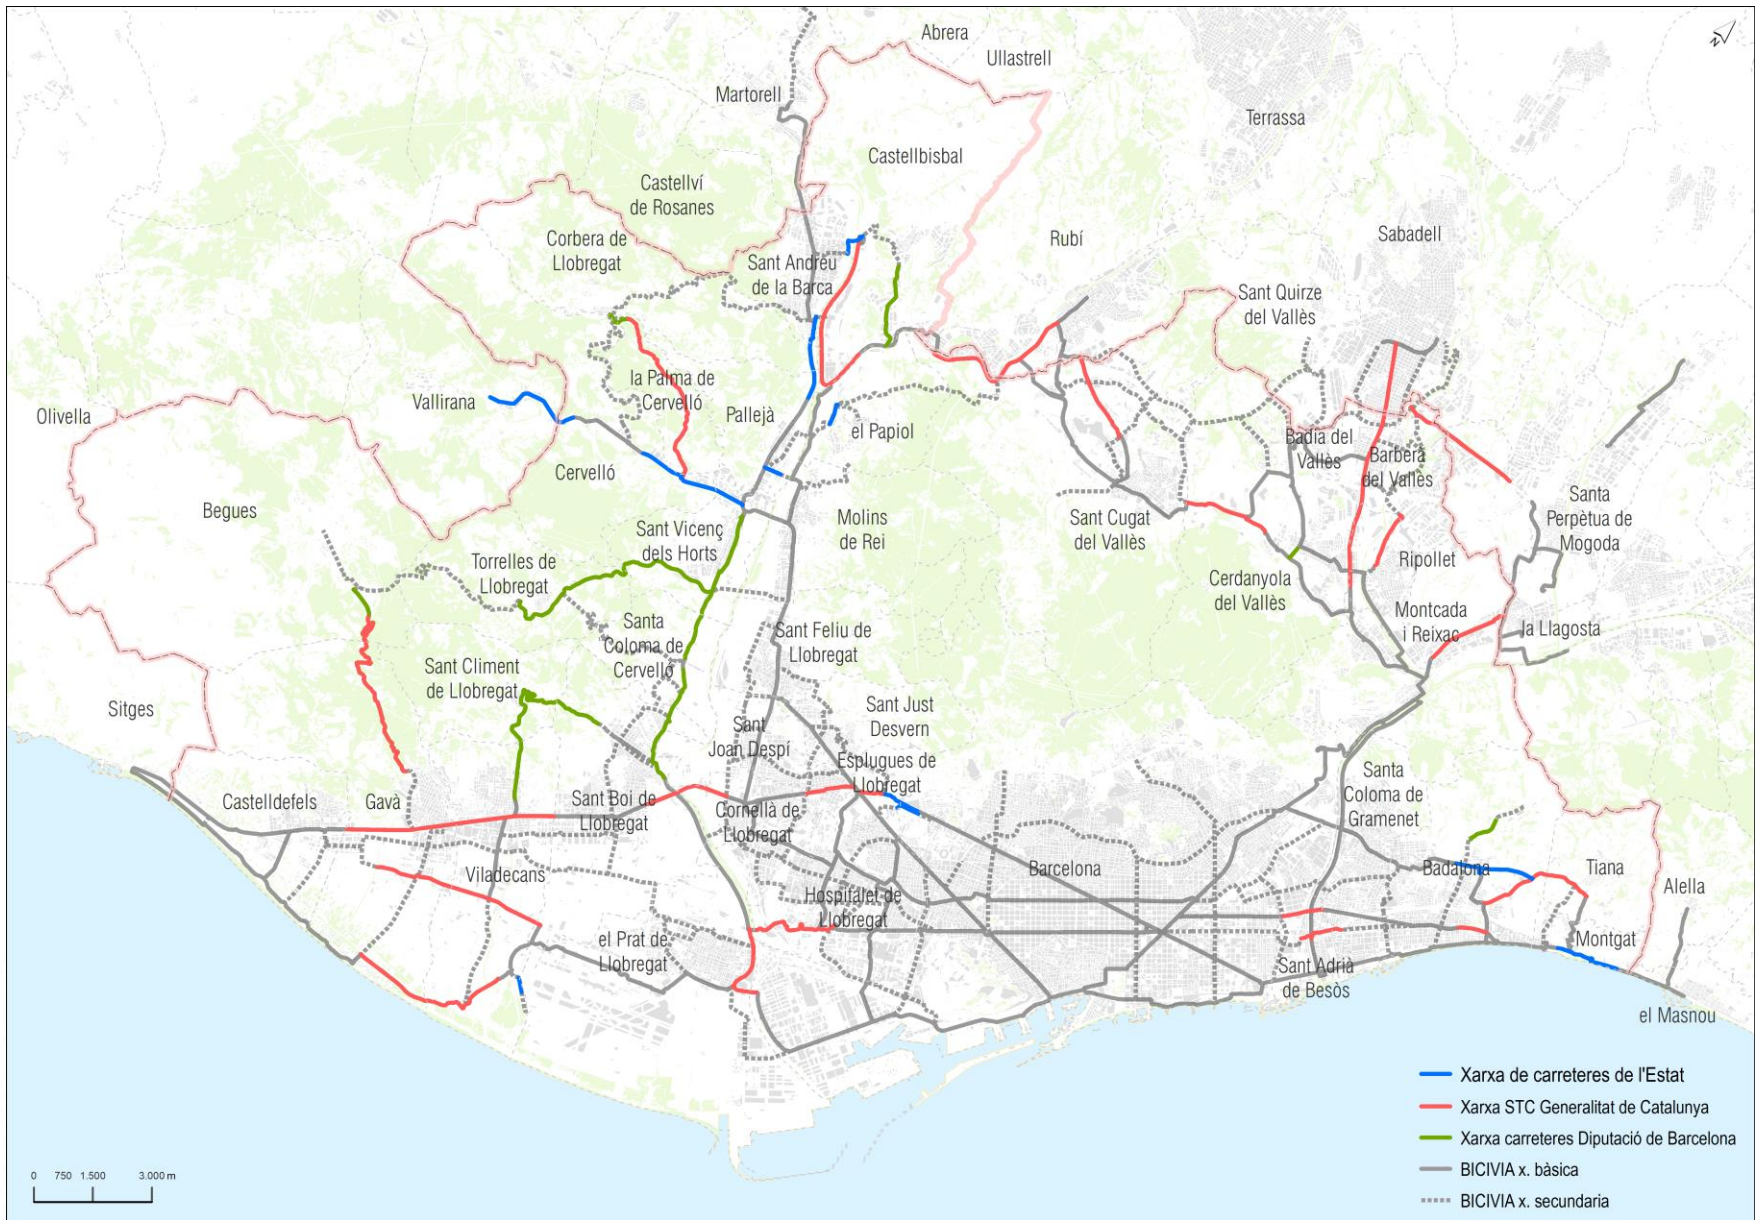 N
Abrera
Ullastrell
Martorell
Terrassa
Castellbisbal
Castellví
de Rosanes
Corbera de
Llobregat
Rubí
Sabadell
Sant Andreu
de la Barca
Sant Quirze
del Vallès
Olivella
Vallirana
la Palma de
Cervelló
Pallejà
el Papiol
Badia del
Vallès
Barberà
del Vallès
Cervelló
Begues
Sant Vicenç
dels Horts
Molins
de Rei
Sant Cugat
del Vallès
Santa
Perpètua de
Mogoda
Torrelles de
Llobregat
Cerdanyola
del Vallès
Ripollet
Santa
Coloma de
Cervelló
Sant Feliu de
Llobregat
Montcada
i Reixac
la Llagosta
Sant Climent
de Llobregat
Sitges
Sant
Joan Despí
Sant Just
Desvern
Esplugues de
Llobregat
Castelldefels
Gavà
Sant Boi de
Llobregat
Cornellà de
Llobregat
Santa
Coloma de
Gramenet
Viladecans
Barcelona
Badalona
Tiana
Alella
Hospitalet de
Llobregat
el Prat de
Llobregat
Sant Adrià
de Besòs
Montgat
el Masnou
Xarxa de carreteres de l'Estat
Xarxa STC Generalitat de Catalunya
Xarxa carreteres Diputació de Barcelona
BICIVIA x. bàsica
BICIVIA x. secundaria
0 750 1.500 3.000 m